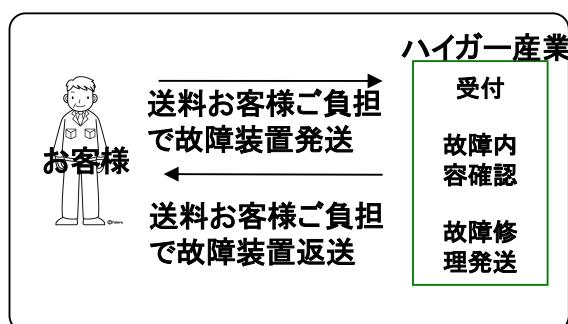 ハイガー産業
送料お客様ご負担
で故障装置発送
お客様
送料お客様ご負担
で故障装置返送
受付
故障内
容確認
故障修
理発送